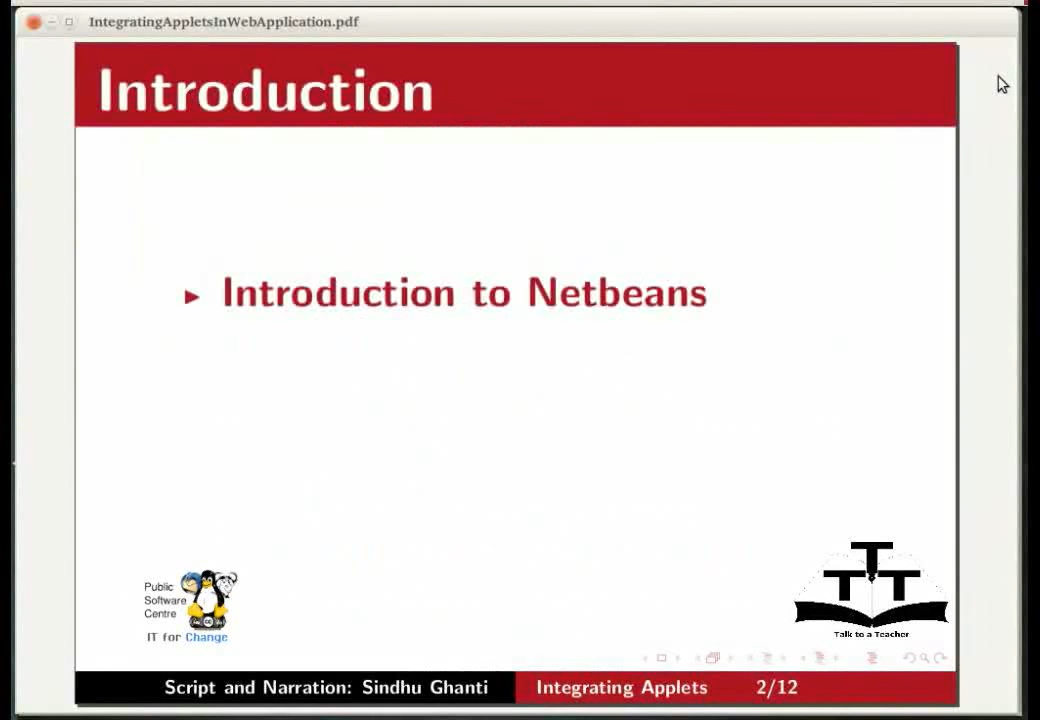 IntegratingAppletsInWebApplication.pdf
Introduction
Introduction to Netbeans
Public
Software
Centre
IT for Change
T
T T
Talk to a Teacher
Script and Narration: Sindhu Ghanti Integrating Applets 2/12